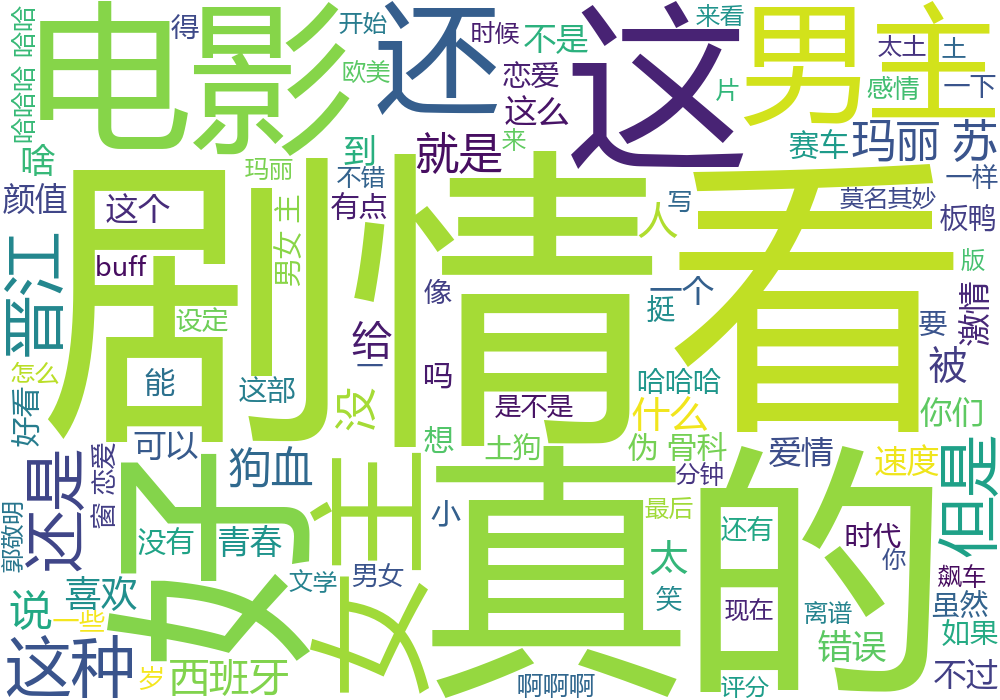 哈哈
哈哈哈
电影
得
开始
还
时候
不是
来看
这
男主
太土
土
欧美
恋爱
这么
片
感情
一下
啥
到
就是
来
赛车
玛丽 苏
颜值
这个
玛丽
不错
有点
写
人
莫名其妙
一样
板鸭
晋江
buff
男女 主
剧情
看
版
设定
像
一个
挺
激情
要
给
一
怎么
能
这部
吗
哈哈哈
被
好看
没
是不是
什么
你们
可以
想
土狗
伪 骨科
爱情
速度
还是
窗 恋爱
狗血
分钟
但是
郭敬明
好
女主
真的
小
最后
没有
青春
太
还有
时代
你
说
喜欢
文学
男女
笑
现在
离谱
飙车
虽然
一些
错误
如果
这种
岁
西班牙
啊啊啊
评分
不过